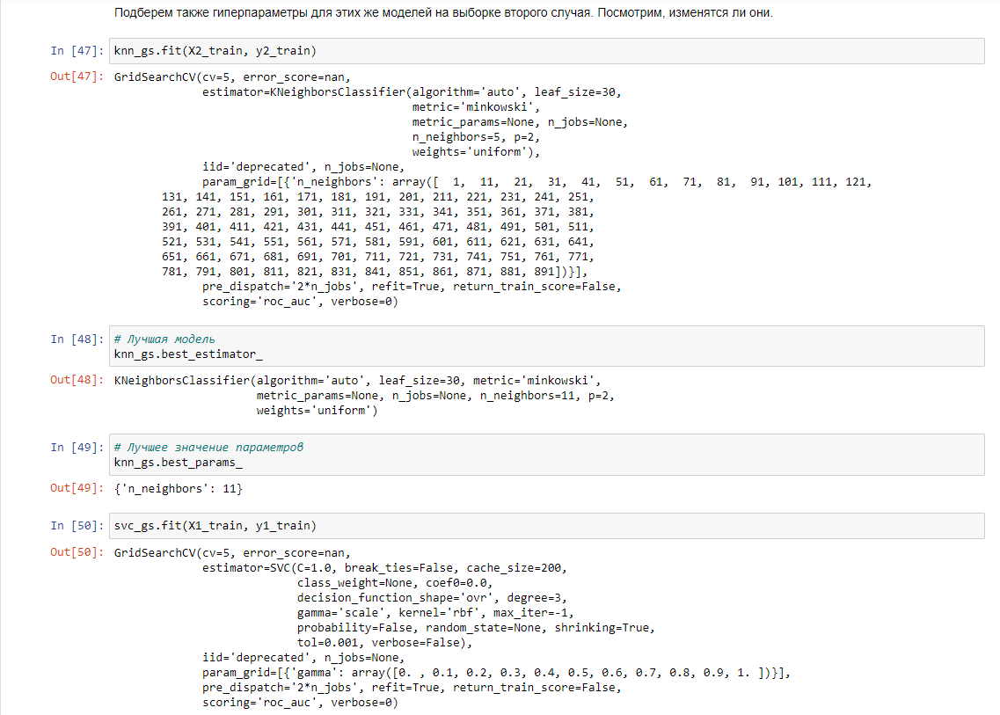 Подберем также гиперпараметры для этих же моделей на выборке второго случая. Посмотрим, изменятся ли они.
In [47]: knn_gs.fit(X2_train, y2_train)
Out[47]: GridSearchCV(cv=5, error_score=nan,
estimator=KNeighborsClassifier(algorithm='auto', leaf_size=30,
metric='minkowski',
metric_params=None, n_jobs=None,
n_neighbors=5, p=2,
weights='uniform'),
iid='deprecated', n_jobs=None,
param_grid=[{'n_neighbors': array([  1,  11,  21,  31,  41,  51,  61,  71,  81,  91, 101, 111, 121,
131, 141, 151, 161, 171, 181, 191, 201, 211, 221, 231, 241, 251,
261, 271, 281, 291, 301, 311, 321, 331, 341, 351, 361, 371, 381,
391, 401, 411, 421, 431, 441, 451, 461, 471, 481, 491, 501, 511,
521, 531, 541, 551, 561, 571, 581, 591, 601, 611, 621, 631, 641,
651, 661, 671, 681, 691, 701, 711, 721, 731, 741, 751, 761, 771,
781, 791, 801, 811, 821, 831, 841, 851, 861, 871, 881, 891])}],
pre_dispatch='2*n_jobs', refit=True, return_train_score=False,
scoring='roc_auc', verbose=0)
In [48]: # Лучшая модель
knn_gs.best_estimator_
Out[48]: KNeighborsClassifier(algorithm='auto', leaf_size=30, metric='minkowski',
metric_params=None, n_jobs=None, n_neighbors=11, p=2,
weights='uniform')
In [49]: # Лучшее значение параметров
knn_gs.best_params_
Out[49]: {'n_neighbors': 11}
In [50]: svc_gs.fit(X1_train, y1_train)
Out[50]: GridSearchCV(cv=5, error_score=nan,
estimator=SVC(C=1.0, break_ties=False, cache_size=200,
class_weight=None, coef0=0.0,
decision_function_shape='ovr', degree=3,
gamma='scale', kernel='rbf', max_iter=-1,
probability=False, random_state=None, shrinking=True,
tol=0.001, verbose=False),
iid='deprecated', n_jobs=None,
param_grid=[{'gamma': array([0. , 0.1, 0.2, 0.3, 0.4, 0.5, 0.6, 0.7, 0.8, 0.9, 1. ])}],
pre_dispatch='2*n_jobs', refit=True, return_train_score=False,
scoring='roc_auc', verbose=0)